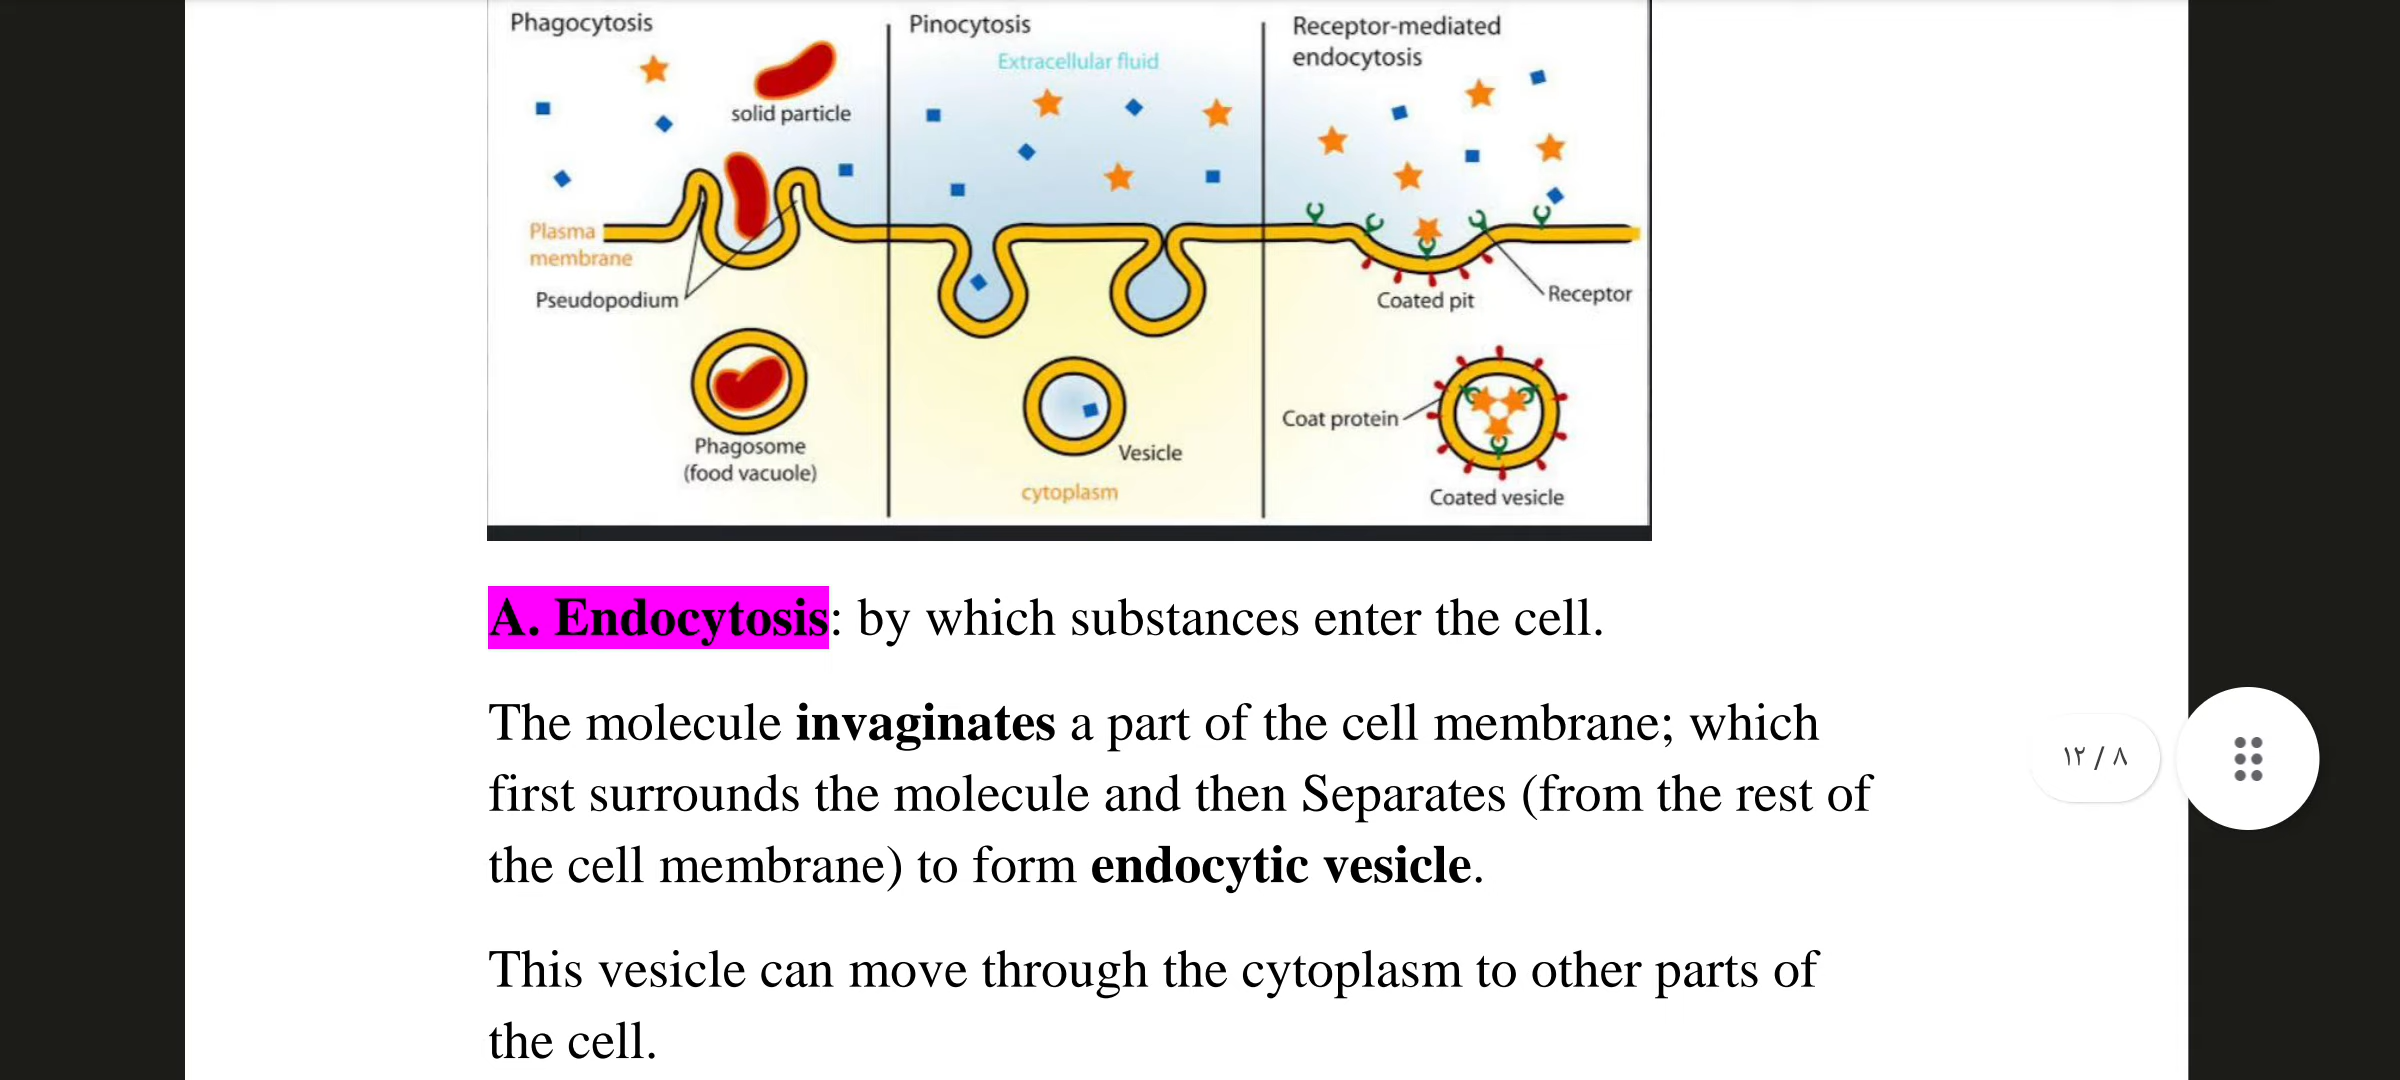 Phagocytosis
solid particle
Plasma
membrane
Pseudopodium
Phagosome
(food vacuole)
Pinocytosis
Extracellular fluid
Vesicle
cytoplasm
Receptor-mediated
endocytosis
Coated pit
Receptor
Coat protein
Coated vesicle
A. Endocytosis: by which substances enter the cell.
The molecule invaginates a part of the cell membrane; which
first surrounds the molecule and then Separates (from the rest of
the cell membrane) to form endocytic vesicle.
This vesicle can move through the cytoplasm to other parts of
the cell.
١٢ / ٨